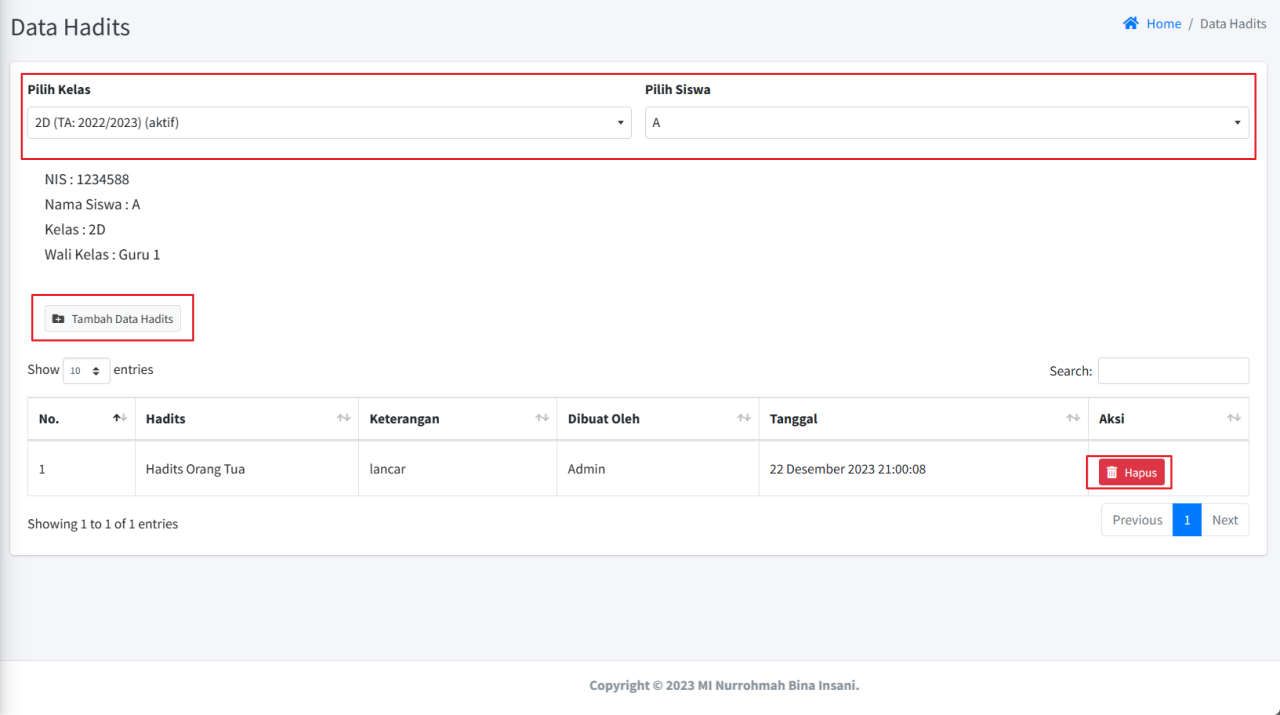 Data Hadits
Home / Data Hadits
Pilih Kelas
Pilih Siswa
2D (TA: 2022/2023) (aktif)
A
NIS : 1234588
Nama Siswa : A
Kelas : 2D
Wali Kelas : Guru 1
Tambah Data Hadits
Show 10 entries
Search:
No. Hadits Keterangan Dibuat Oleh Tanggal Aksi
1 Hadits Orang Tua lancar Admin 22 Desember 2023 21:00:08 Hapus
Showing 1 to 1 of 1 entries
Previous 1 Next
Copyright © 2023 MI Nurrohmah Bina Insani.